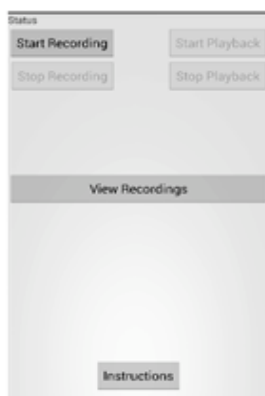 Status
Start Recording Start Playback
Stop Recording Stop Playback
View Recordings
Instructions